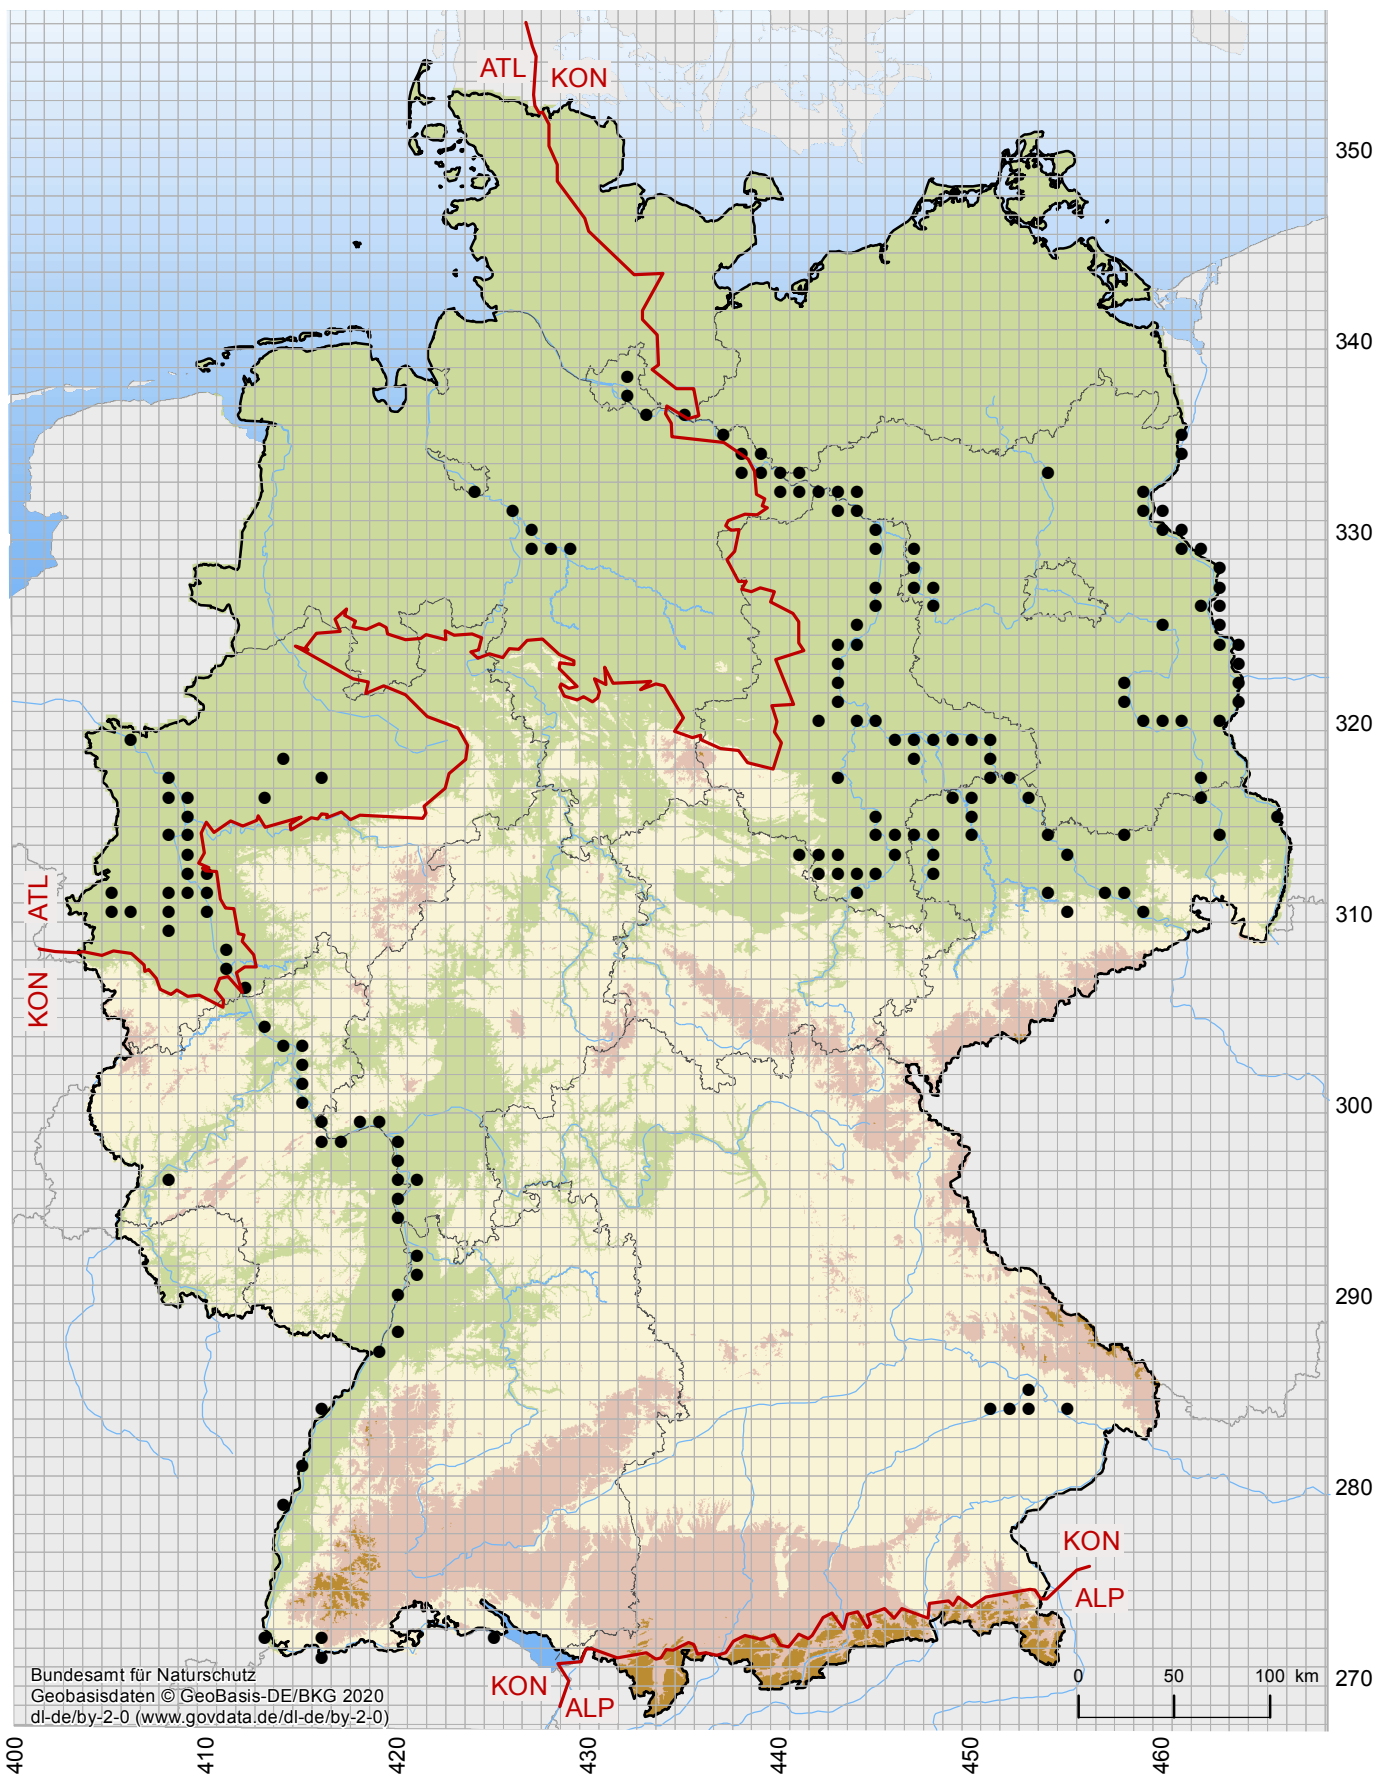 ATL KON
350
340
330
320
310
300
290
280
270
ATL
KON
KON
ALP
KON
ALP
Bundesamt für Naturschutz
Geobasisdaten © GeoBasis-DE/BKG 2020
dl-de/by-2-0 (www.govdata.de/dl-de/by-2-0)
0 50 100 km
400 410 420 430 440 450 460